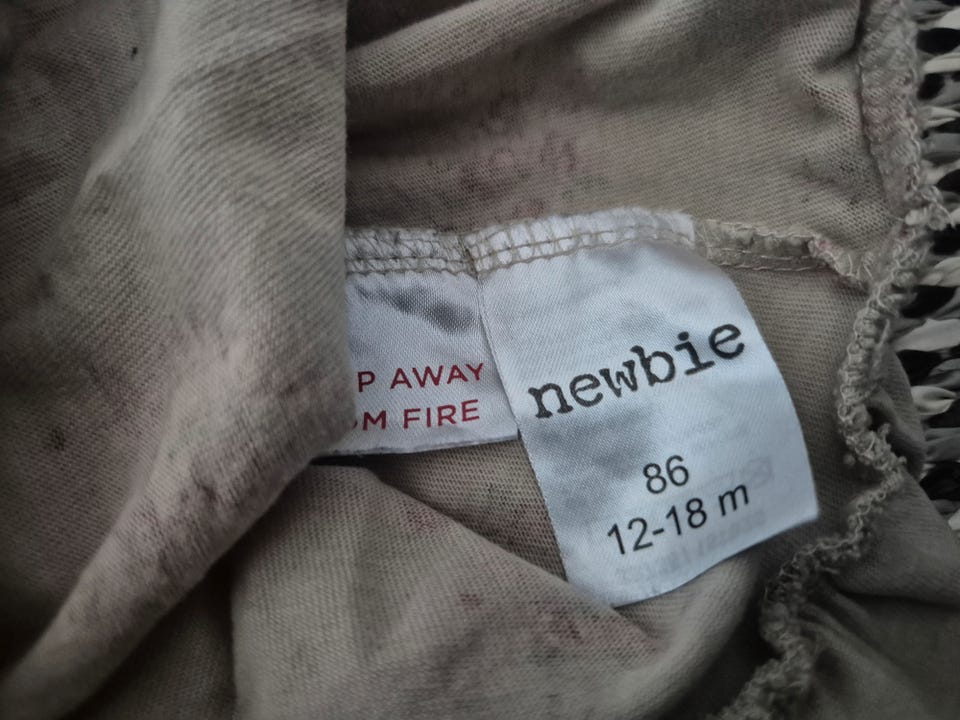 P AWAY
M FIRE
newbie
86
12-18 m